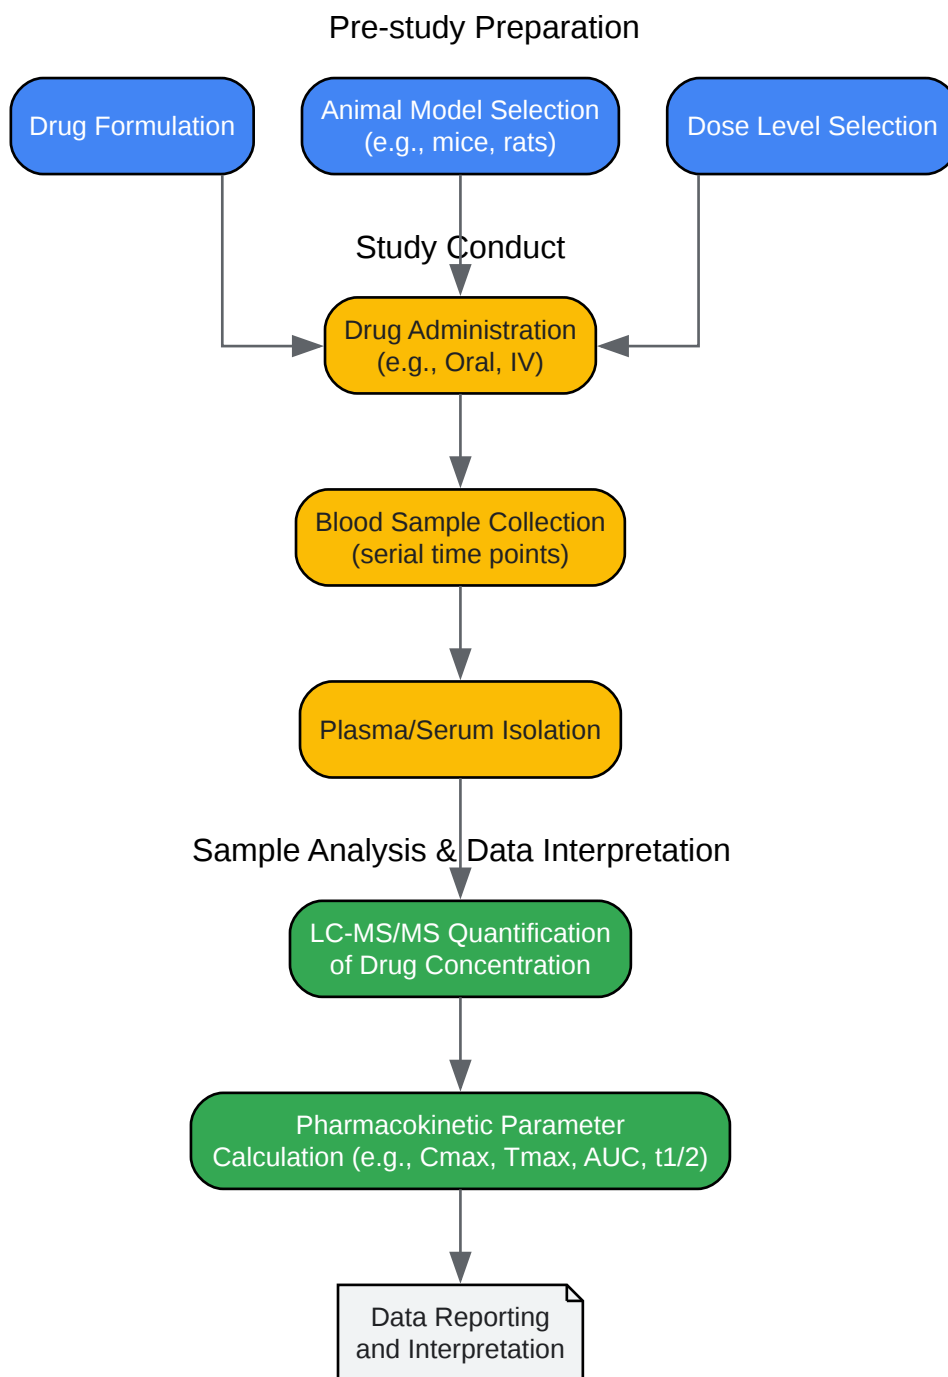 Pre-study Preparation
Drug Formulation
Animal Model Selection
(e.g., mice, rats)
Dose Level Selection
Study Conduct
Drug Administration
(e.g., Oral, IV)
Blood Sample Collection
(serial time points)
Plasma/Serum Isolation
Sample Analysis & Data Interpretation
LC-MS/MS Quantification
of Drug Concentration
Pharmacokinetic Parameter
Calculation (e.g., Cmax, Tmax, AUC, t1/2)
Data Reporting
and Interpretation